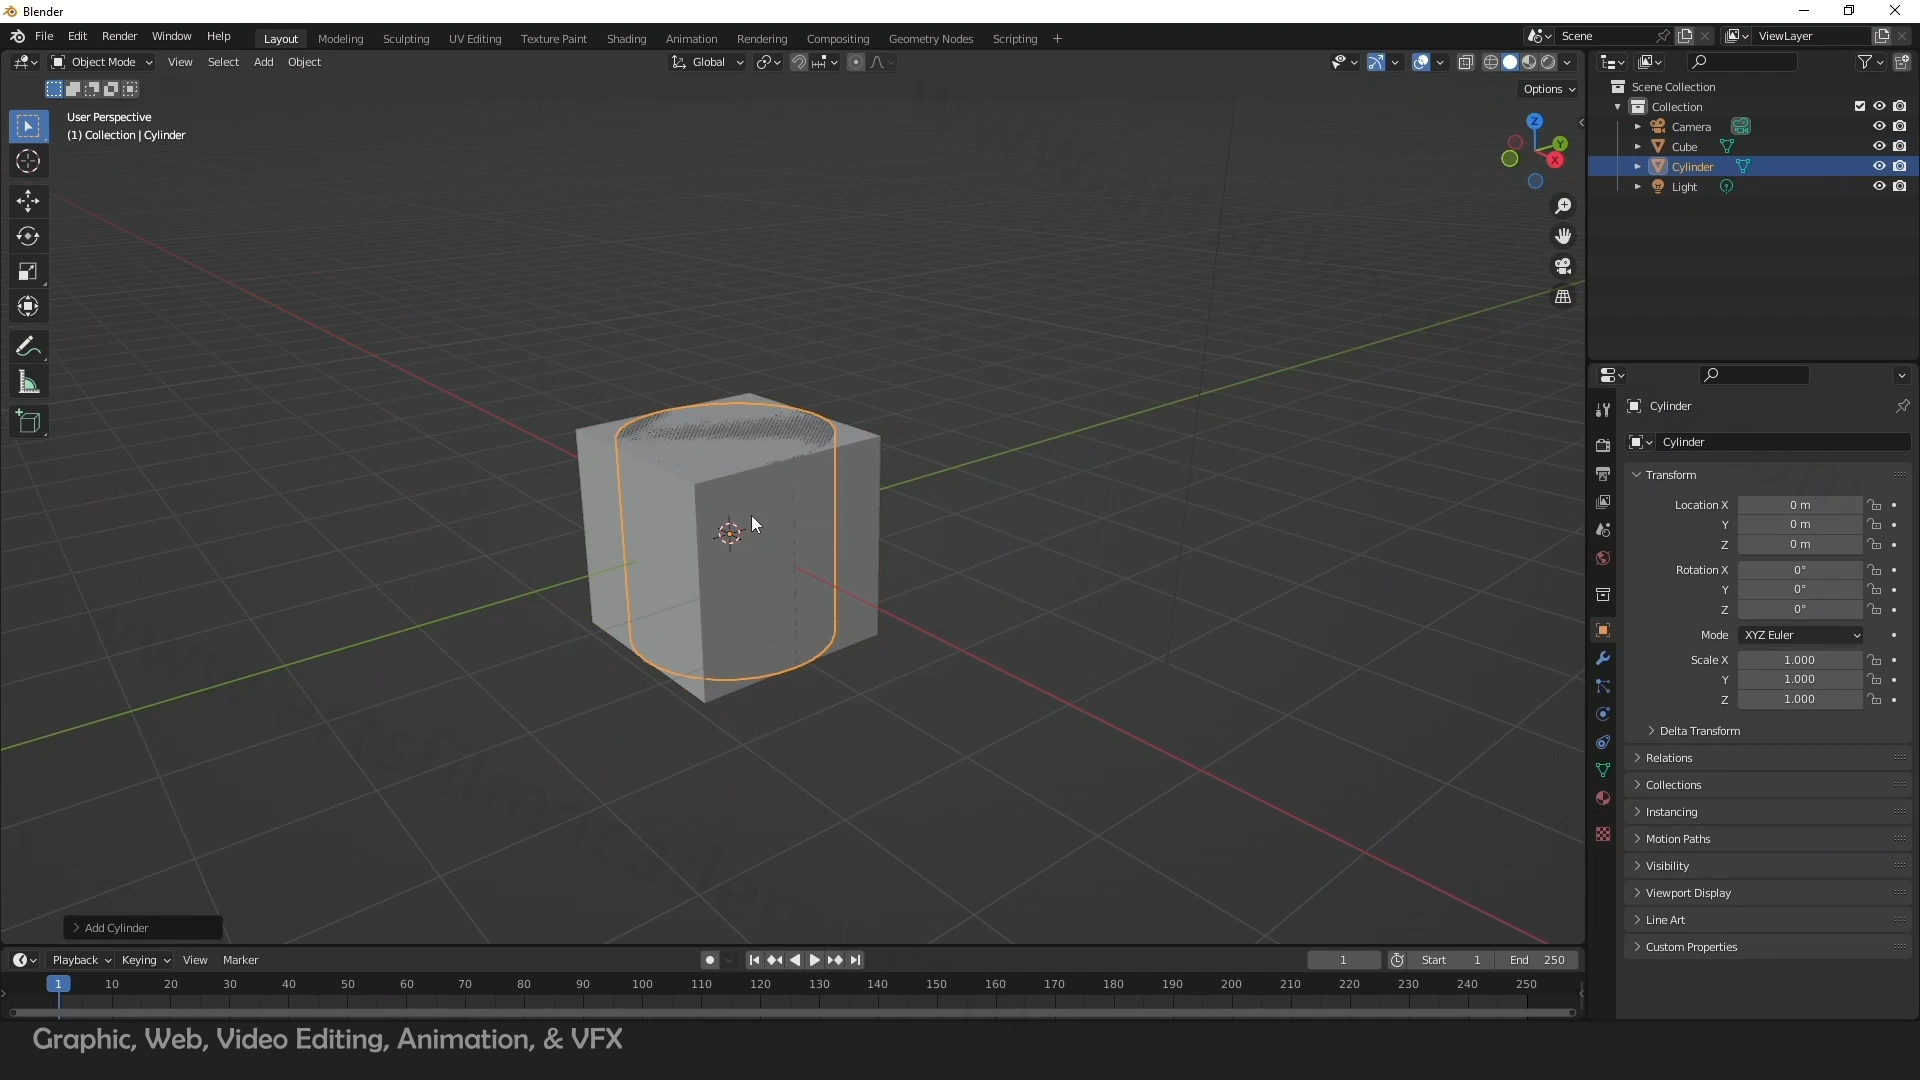 Blender
File Edit Render Window Help
Layout Modeling Sculpting UV Editing Texture Paint Shading Animation Rendering Compositing Geometry Nodes Scripting +
Scene
ViewLayer
Object Mode View Select Add Object
Global
Options
User Perspective
(1) Collection | Cylinder
Z
Y
X
Scene Collection
Collection
Camera
Cube
Cylinder
Light
Cylinder
Cylinder
Transform
Location X 0 m
Y 0 m
Z 0 m
Rotation X 0°
Y 0°
Z 0°
Mode XYZ Euler
Scale X 1.000
Y 1.000
Z 1.000
Delta Transform
Relations
Collections
Instancing
Motion Paths
Visibility
Viewport Display
Line Art
Custom Properties
Add Cylinder
Playback Keying View Marker
1 Start 1 End 250
1 10 20 30 40 50 60 70 80 90 100 110 120 130 140 150 160 170 180 190 200 210 220 230 240 250
Graphic, Web, Video Editing, Animation, & VFX